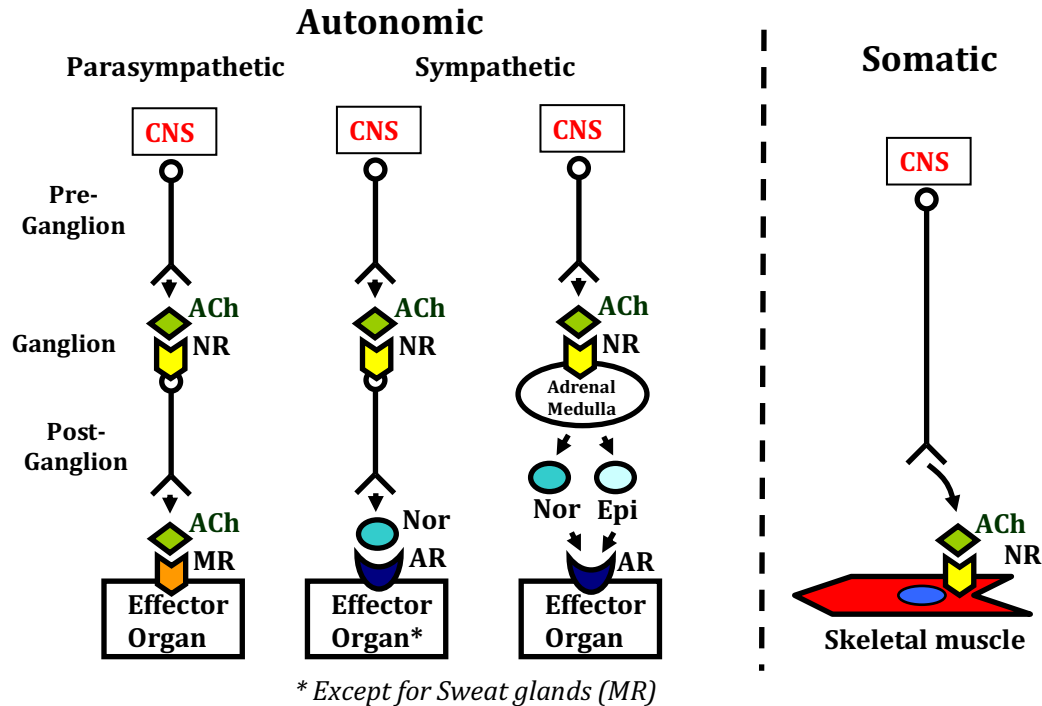 Autonomic
Parasympathetic
Sympathetic
Somatic
CNS
CNS
CNS
CNS
Pre-
Ganglion
ACh
ACh
ACh
Ganglion
NR
NR
NR
Adrenal
Medulla
Post-
Ganglion
Nor
Epi
ACh
Nor
ACh
MR
AR
AR
NR
Effector
Organ
Effector
Organ*
Effector
Organ
Skeletal muscle
* Except for Sweat glands (MR)